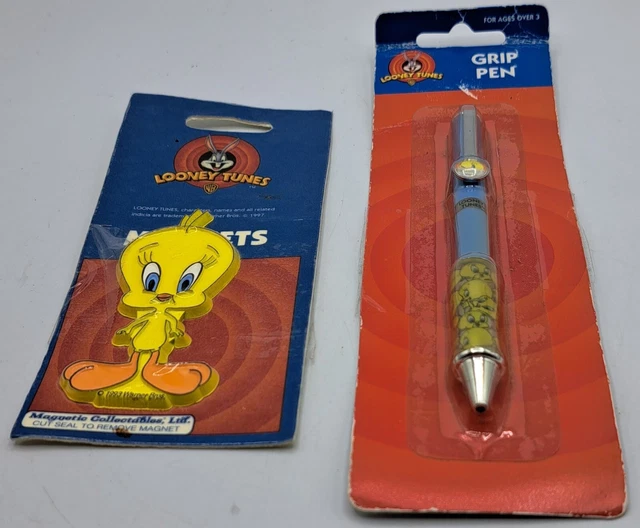 LOONEY TUNES
LOONEY TUNES, characters, names and all related
indicia are trademarks of Warner Bros. © 1997.
M ETS
© 1997 Warner Bros.
Magnetic Collectables, Ltd.
CUT SEAL TO REMOVE MAGNET
FOR AGES OVER 3
LOONEY TUNES
GRIP
PEN
LOONEY
TUNES